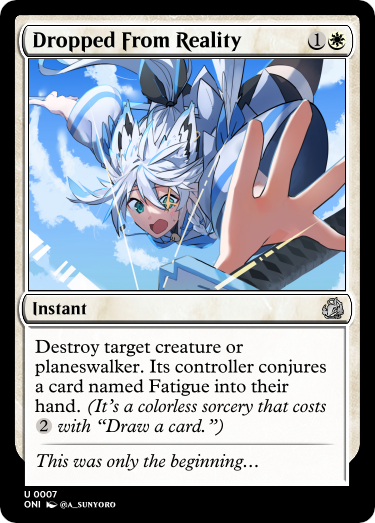 Dropped From Reality 1
Instant
Destroy target creature or
planeswalker. Its controller conjures
a card named Fatigue into their
hand. (It's a colorless sorcery that costs
2 with “Draw a card.”)
This was only the beginning…
U 0007
ONI @A_SUNYORO